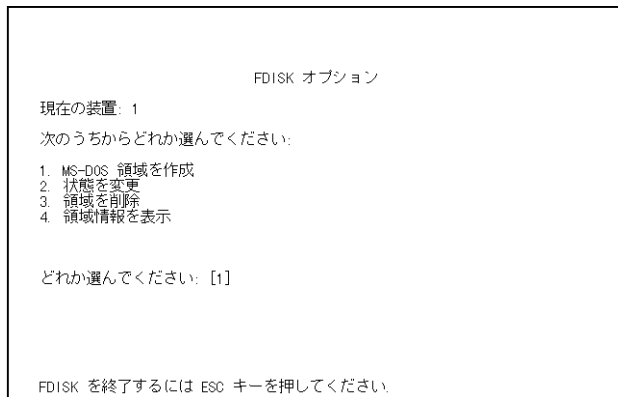 FDISK オプション
現在の装置: 1
次のうちからどれか選んでください:
1. MS-DOS 領域を作成
2. 状態を変更
3. 領域を削除
4. 領域情報を表示
どれか選んでください: [1]
FDISK を終了するには ESC キーを押してください.